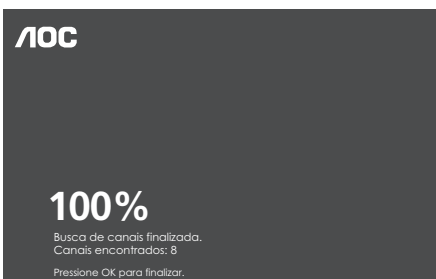 AOC
100%
Busca de canais finalizada.
Canais encontrados: 8
Pressione OK para finalizar.